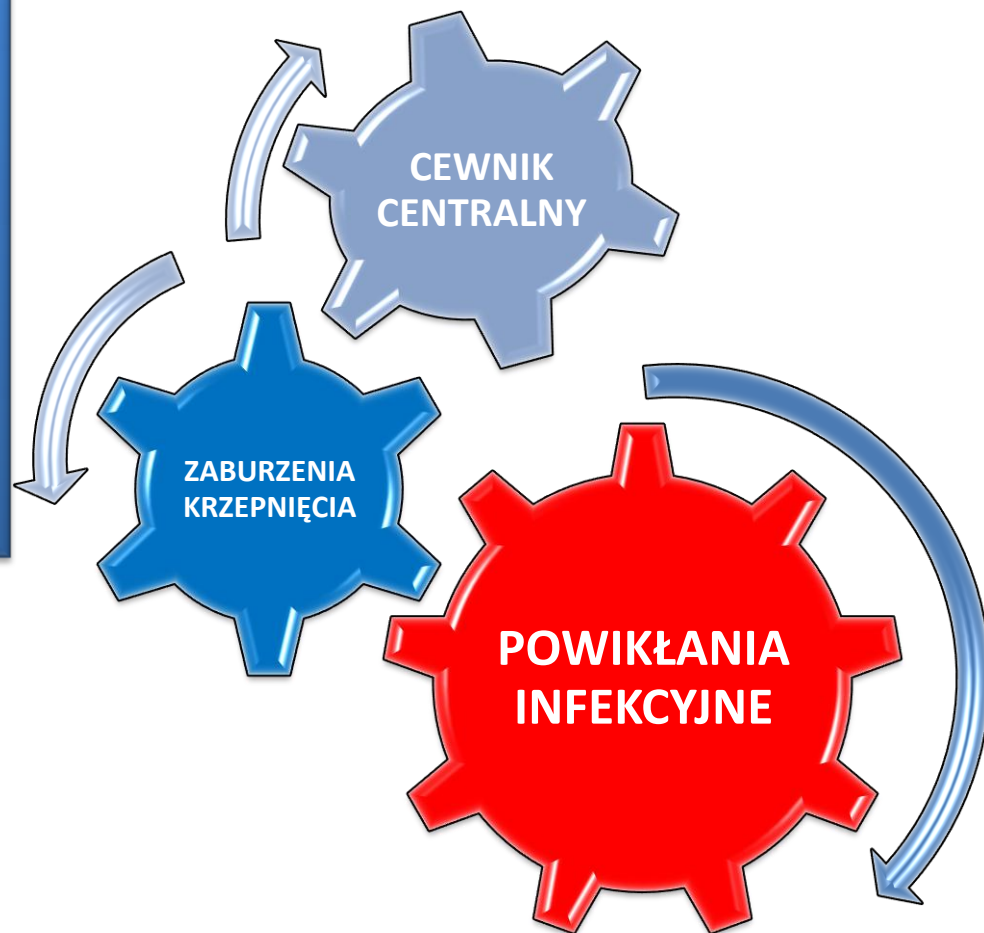 CEWNIK
CENTRALNY
ZABURZENIA
KRZEPNIĘCIA
POWIKŁANIA
INFEKCYJNE